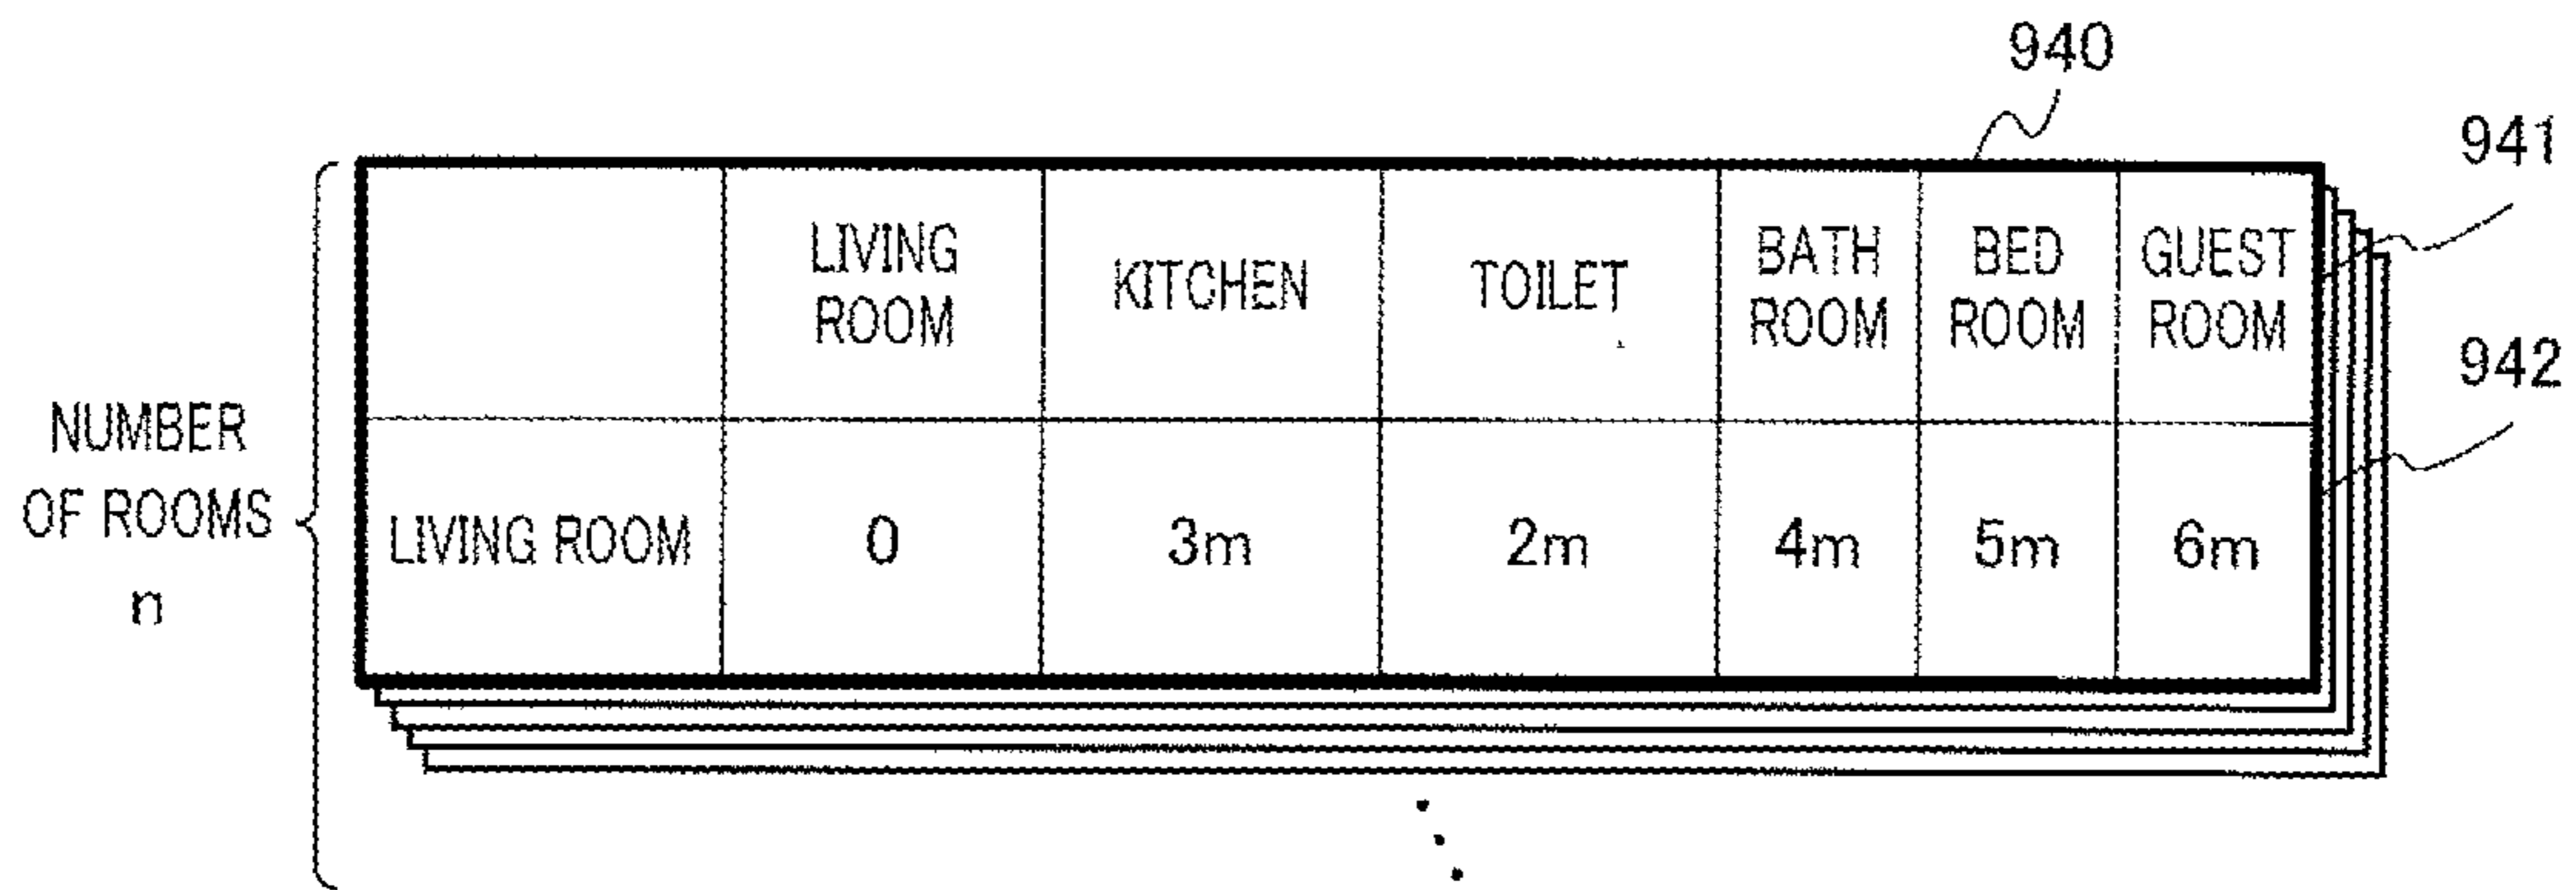 940
941
LIVING
ROOM
KITCHEN
TOILET
BATH
ROOM
BED
ROOM
GUEST
ROOM
942
NUMBER
OF ROOMS
n
LIVING ROOM
0
3m
2m
4m
5m
6m